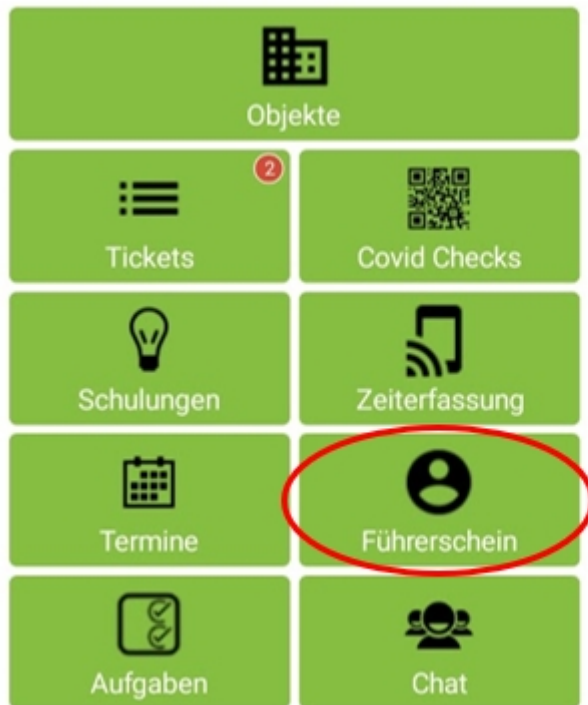 Objekte
2
Tickets
Covid Checks
Schulungen
Zeiterfassung
Termine
Führerschein
Aufgaben
Chat